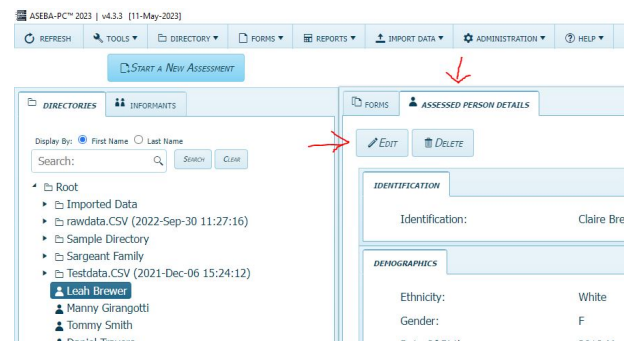 ASEBA-PC™ 2023 | v4.3.3 [11-May-2023]
REFRESH TOOLS ▼ DIRECTORY ▼ FORMS ▼ REPORTS ▼ IMPORT DATA ▼ ADMINISTRATION ▼ HELP ▼
START A NEW ASSESSMENT
DIRECTORIES INFORMANTS
Display By: First Name Last Name
Search: SEARCH CLEAR
Root
Imported Data
rawdata.CSV (2022-Sep-30 11:27:16)
Sample Directory
Sargeant Family
Testdata.CSV (2021-Dec-06 15:24:12)
Leah Brewer
Manny Girangotti
Tommy Smith
FORMS ASSESSED PERSON DETAILS
EDIT DELETE
IDENTIFICATION
Identification: Claire Bre
DEMOGRAPHICS
Ethnicity: White
Gender: F